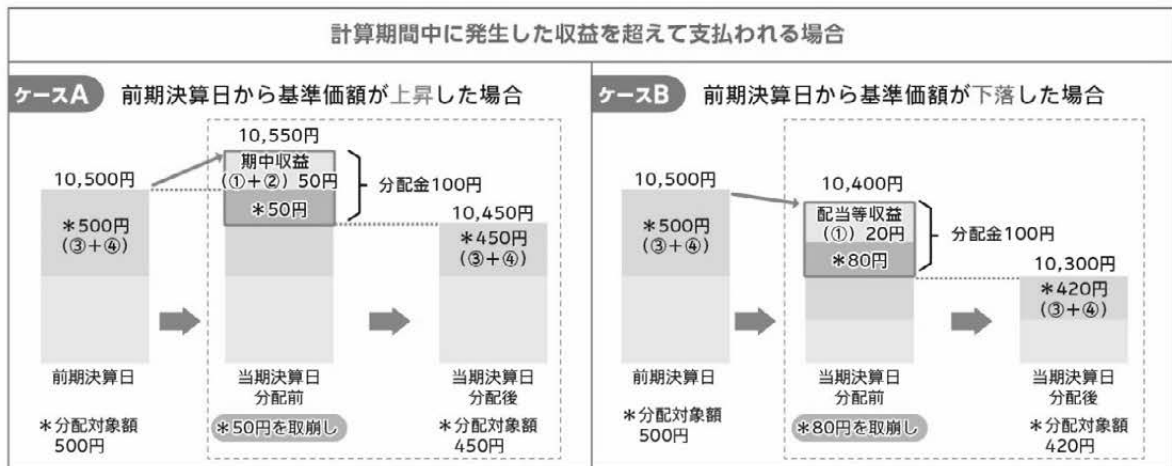 計算期間中に発生した収益を超えて支払われる場合
ケースA 前期決算日から基準価額が上昇した場合
10,550円
10,500円
期中収益
(①+②) 50円
*50円
分配金100円
*500円
(③+④)
10,450円
*450円
(③+④)
前期決算日
当期決算日
分配前
当期決算日
分配後
*分配対象額
500円
*50円を取崩し
*分配対象額
450円
ケースB 前期決算日から基準価額が下落した場合
10,500円
10,400円
配当等収益
(①) 20円
*80円
分配金100円
*500円
(③+④)
10,300円
*420円
(③+④)
前期決算日
当期決算日
分配前
当期決算日
分配後
*分配対象額
500円
*80円を取崩し
*分配対象額
420円